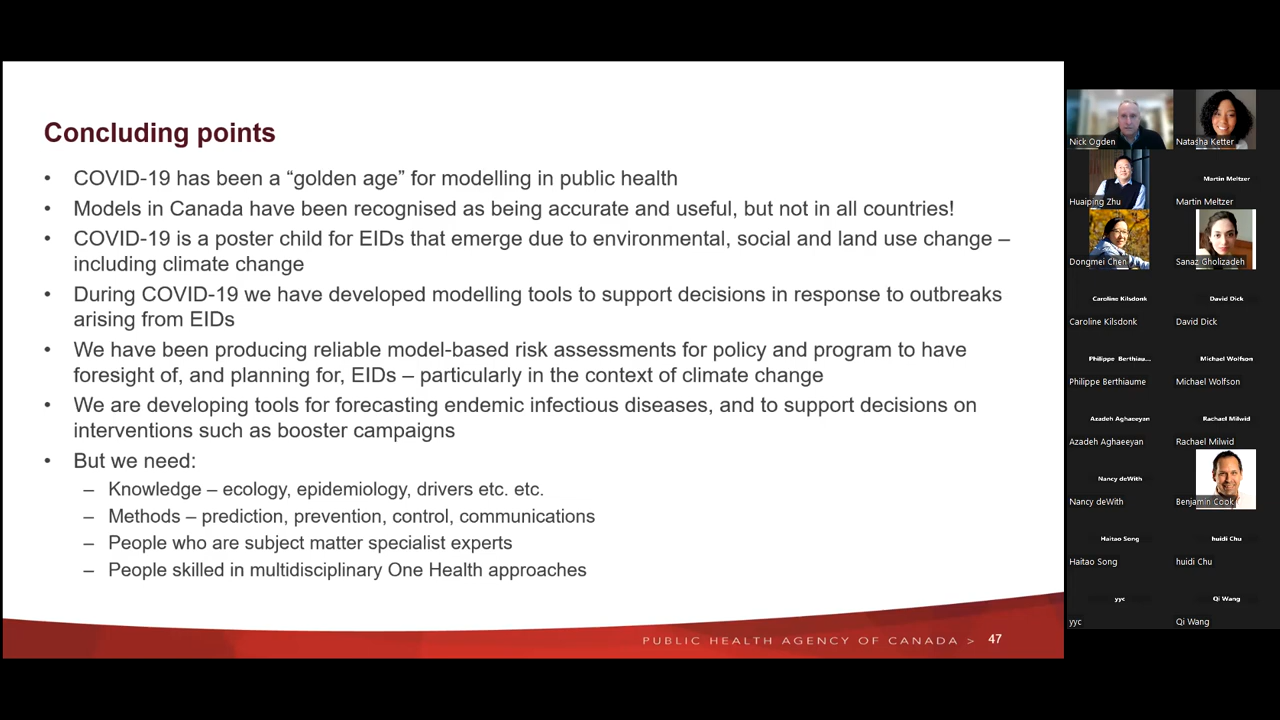 Concluding points
• COVID-19 has been a “golden age” for modelling in public health
• Models in Canada have been recognised as being accurate and useful, but not in all countries!
• COVID-19 is a poster child for EIDs that emerge due to environmental, social and land use change –
including climate change
• During COVID-19 we have developed modelling tools to support decisions in response to outbreaks
arising from EIDs
• We have been producing reliable model-based risk assessments for policy and program to have
foresight of, and planning for, EIDs – particularly in the context of climate change
• We are developing tools for forecasting endemic infectious diseases, and to support decisions on
interventions such as booster campaigns
• But we need:
– Knowledge – ecology, epidemiology, drivers etc. etc.
– Methods – prediction, prevention, control, communications
– People who are subject matter specialist experts
– People skilled in multidisciplinary One Health approaches
PUBLIC HEALTH AGENCY OF CANADA > 47
Nick Ogden
Natasha Ketter
Huaiping Zhu
Martin Meltzer
Martin Meltzer
Dongmei Chen
Sanaz Gholizadeh
Caroline Kilsdonk
Caroline Kilsdonk
David Dick
David Dick
Philippe Berthiau...
Philippe Berthiaume
Michael Wolfson
Michael Wolfson
Azadeh Aghaeeyan
Azadeh Aghaeeyan
Rachael Milwid
Rachael Milwid
Nancy deWith
Nancy deWith
Benjamin Cook
Haitao Song
Haitao Song
huidi Chu
huidi Chu
yyc
yyc
Qi Wang
Qi Wang